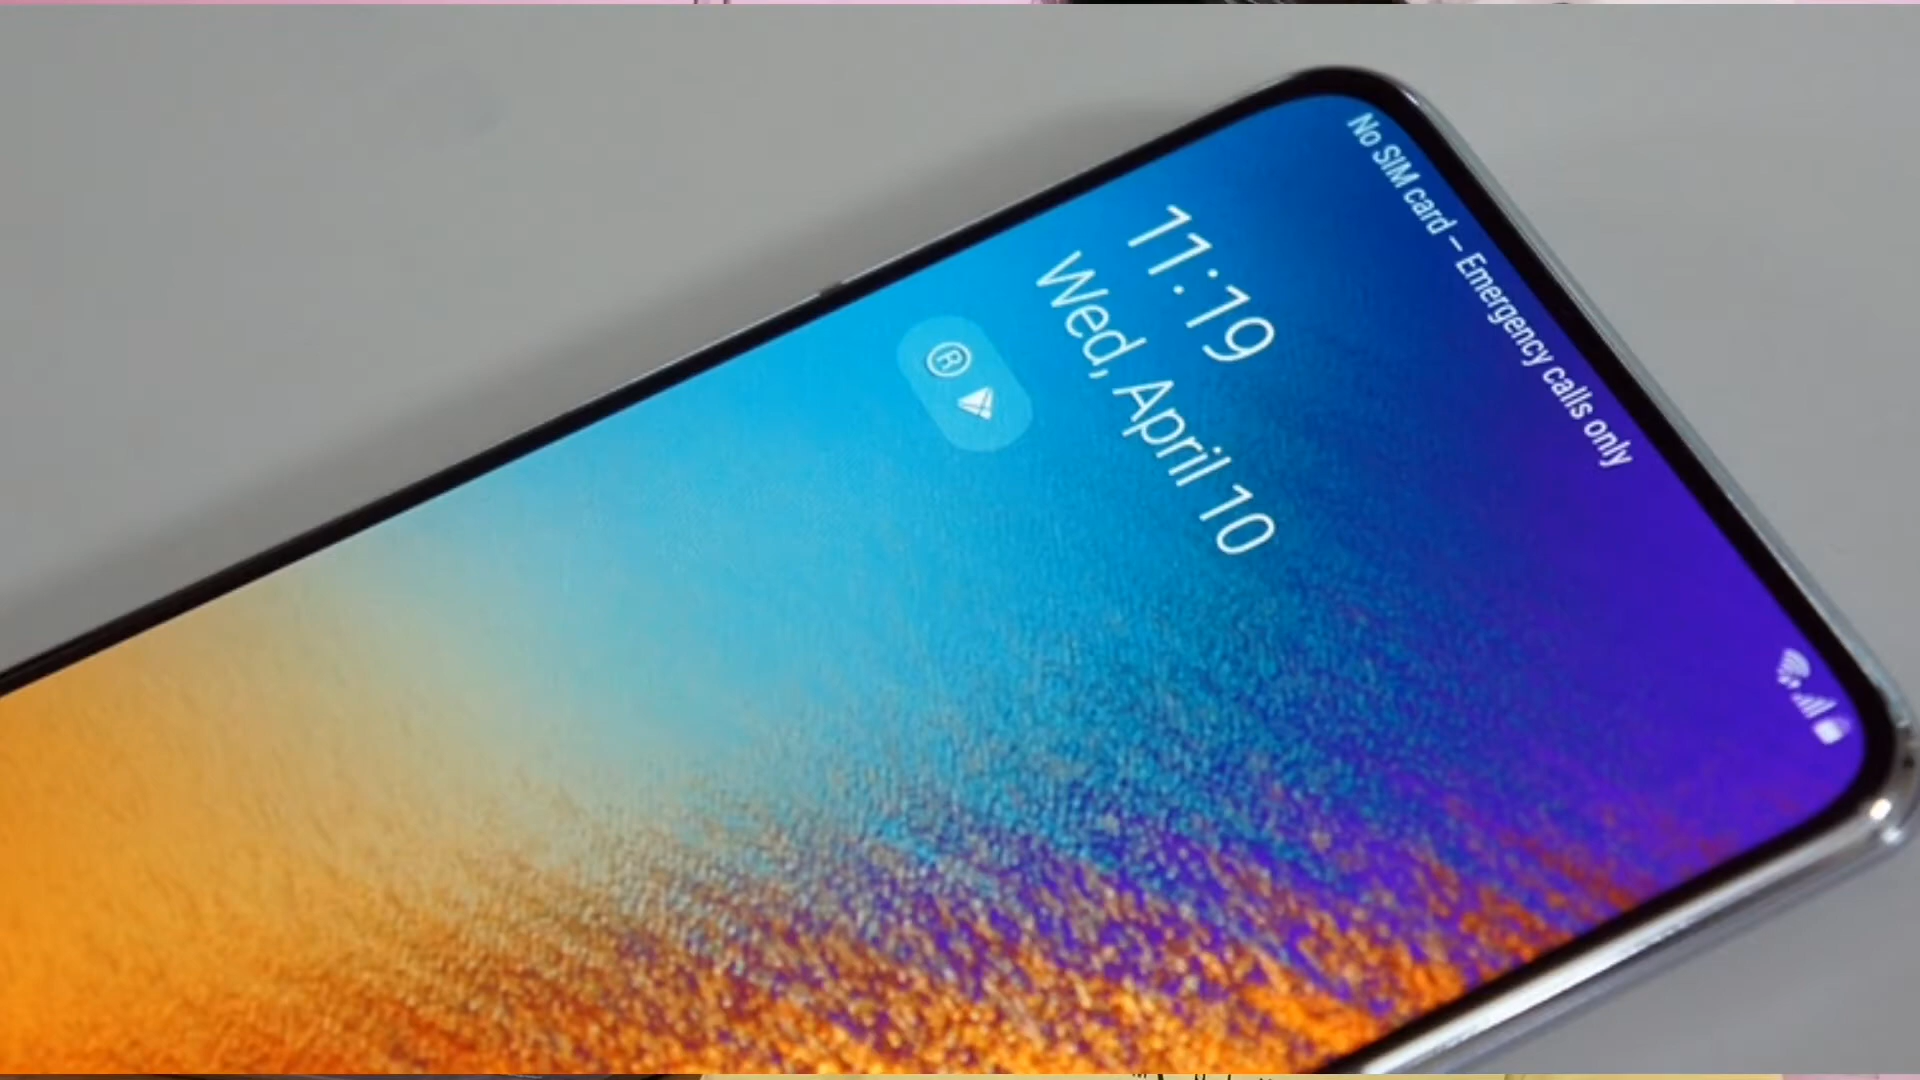 No SIM card – Emergency calls only
11:19
Wed, April 10
R